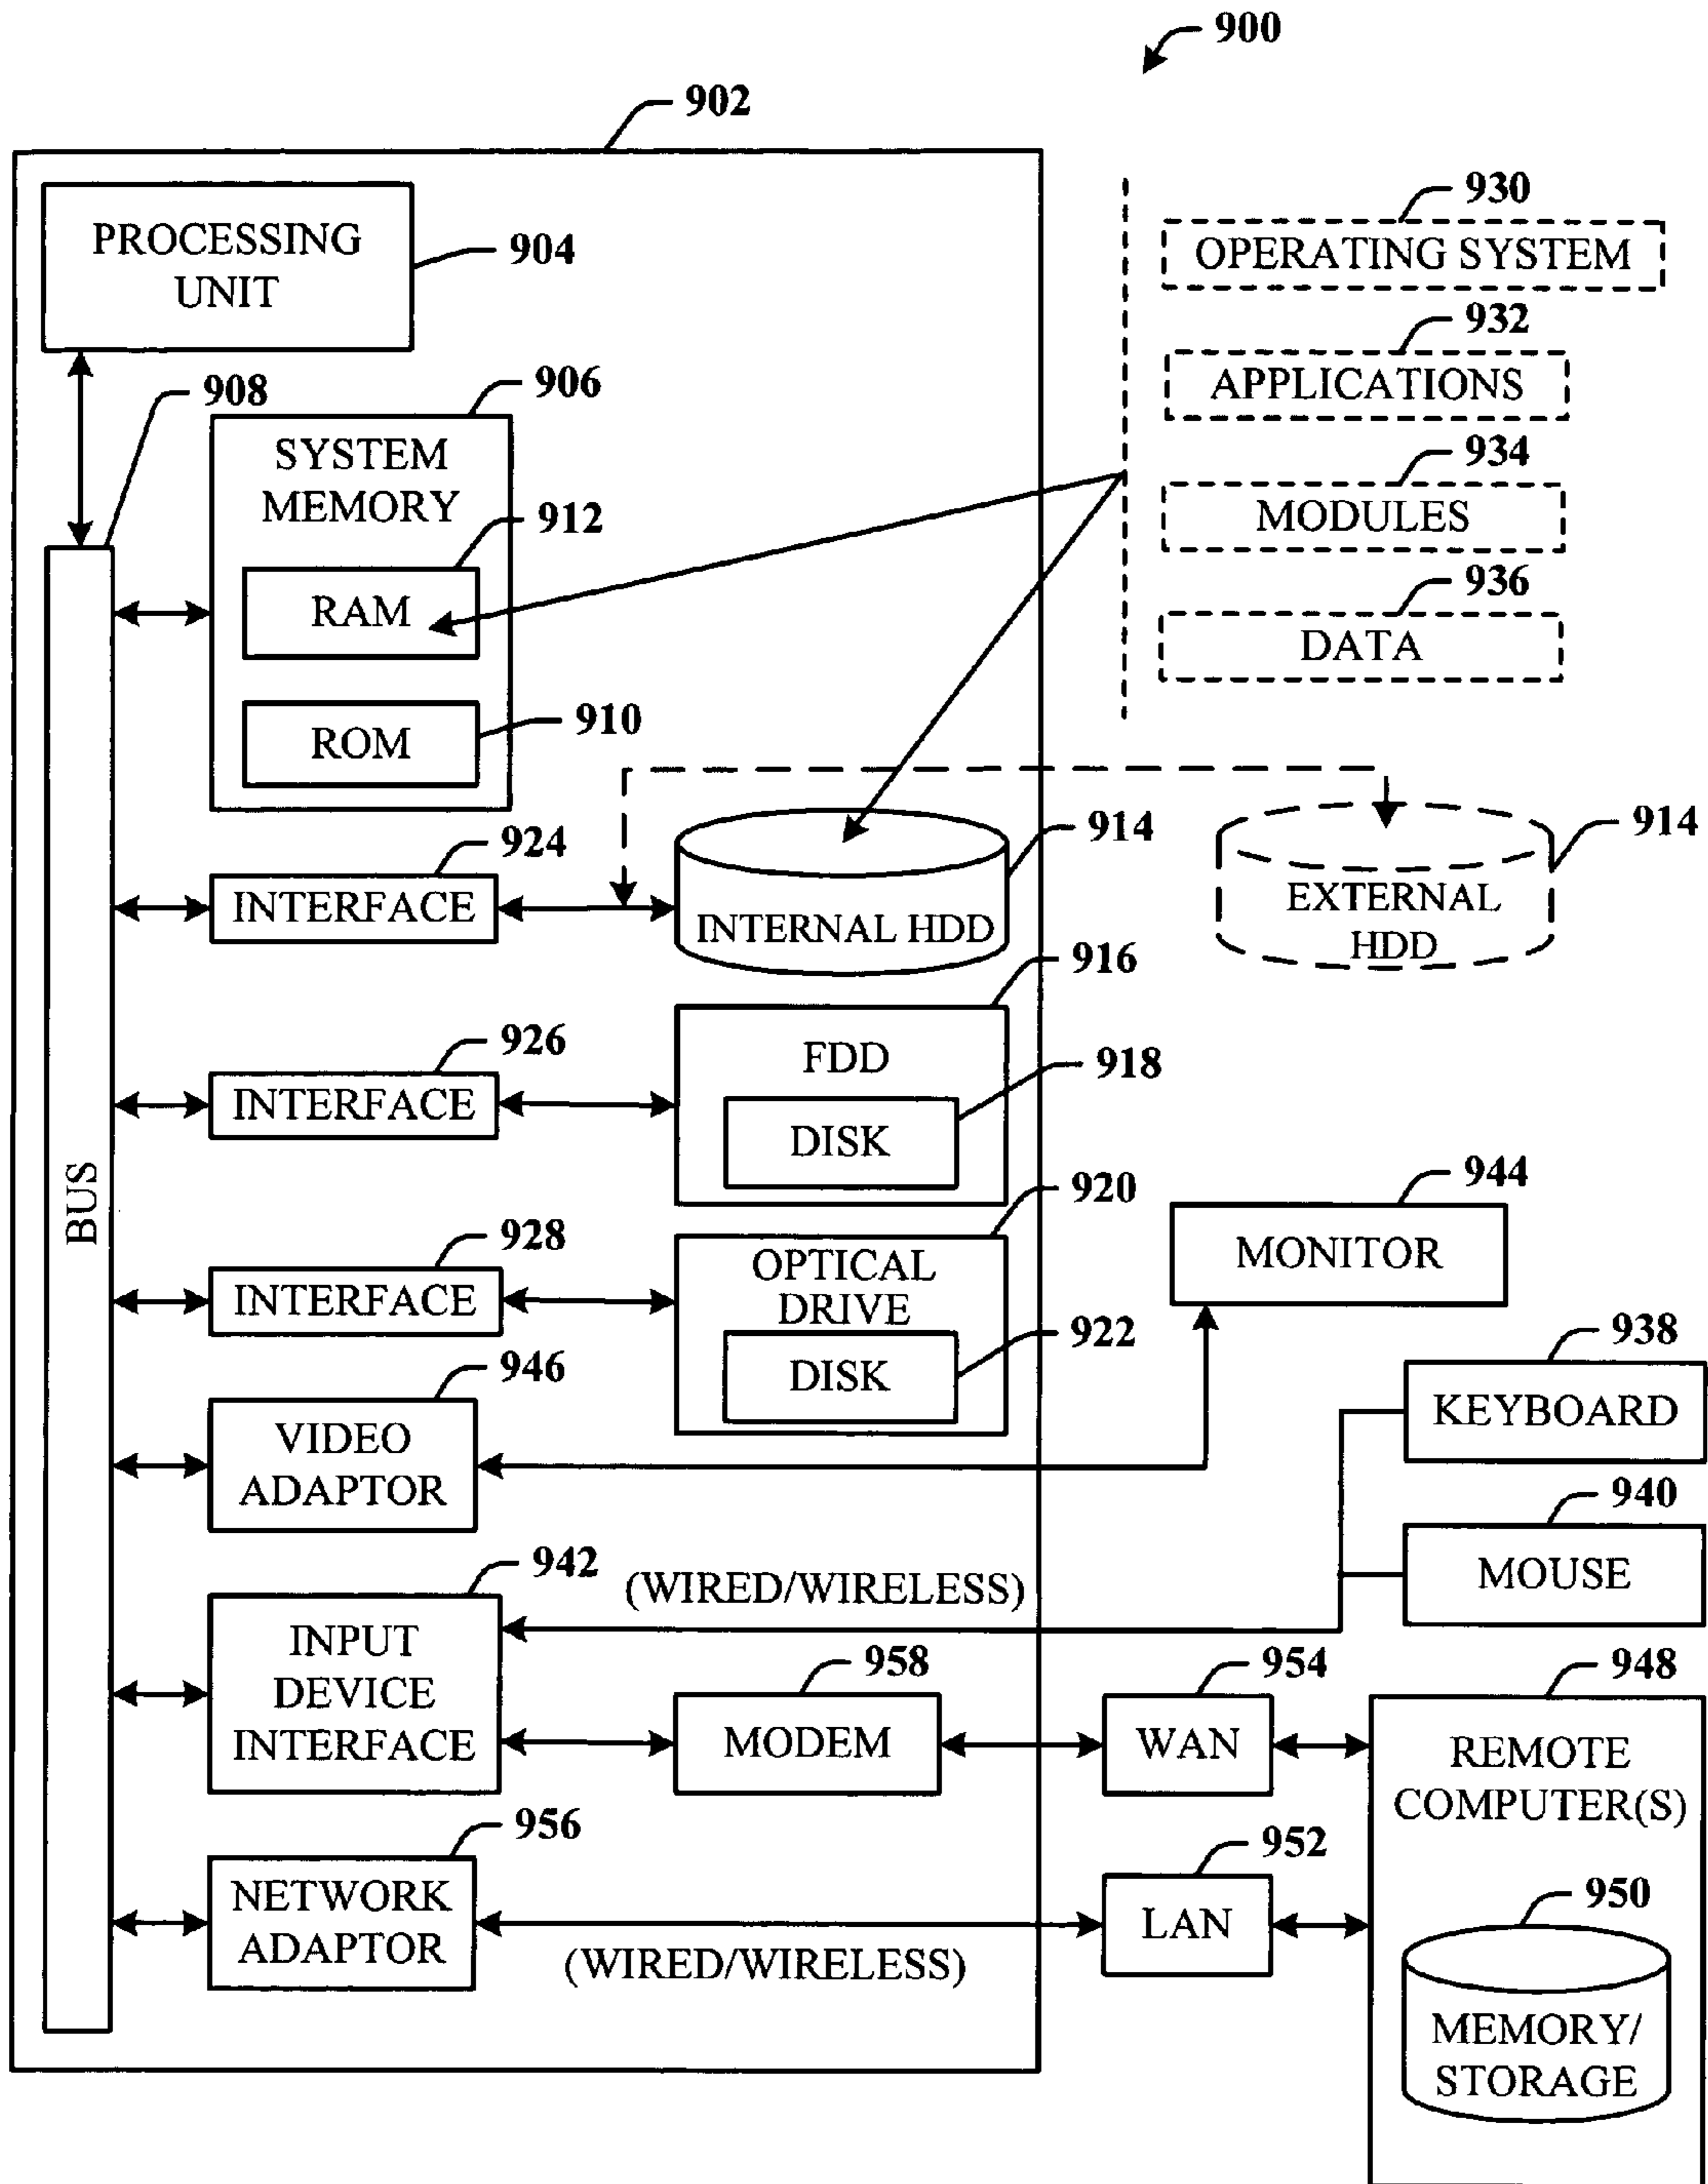 900
902
PROCESSING
UNIT
904
930
OPERATING SYSTEM
932
APPLICATIONS
934
MODULES
936
DATA
908
906
SYSTEM
MEMORY
912
RAM
910
ROM
924
INTERFACE
914
INTERNAL HDD
914
EXTERNAL
HDD
916
FDD
918
DISK
926
INTERFACE
BUS
920
OPTICAL
DRIVE
922
DISK
928
INTERFACE
944
MONITOR
938
KEYBOARD
946
VIDEO
ADAPTOR
940
MOUSE
942
INPUT
DEVICE
INTERFACE
(WIRED/WIRELESS)
958
MODEM
954
WAN
948
REMOTE
COMPUTER(S)
956
NETWORK
ADAPTOR
(WIRED/WIRELESS)
952
LAN
950
MEMORY/
STORAGE